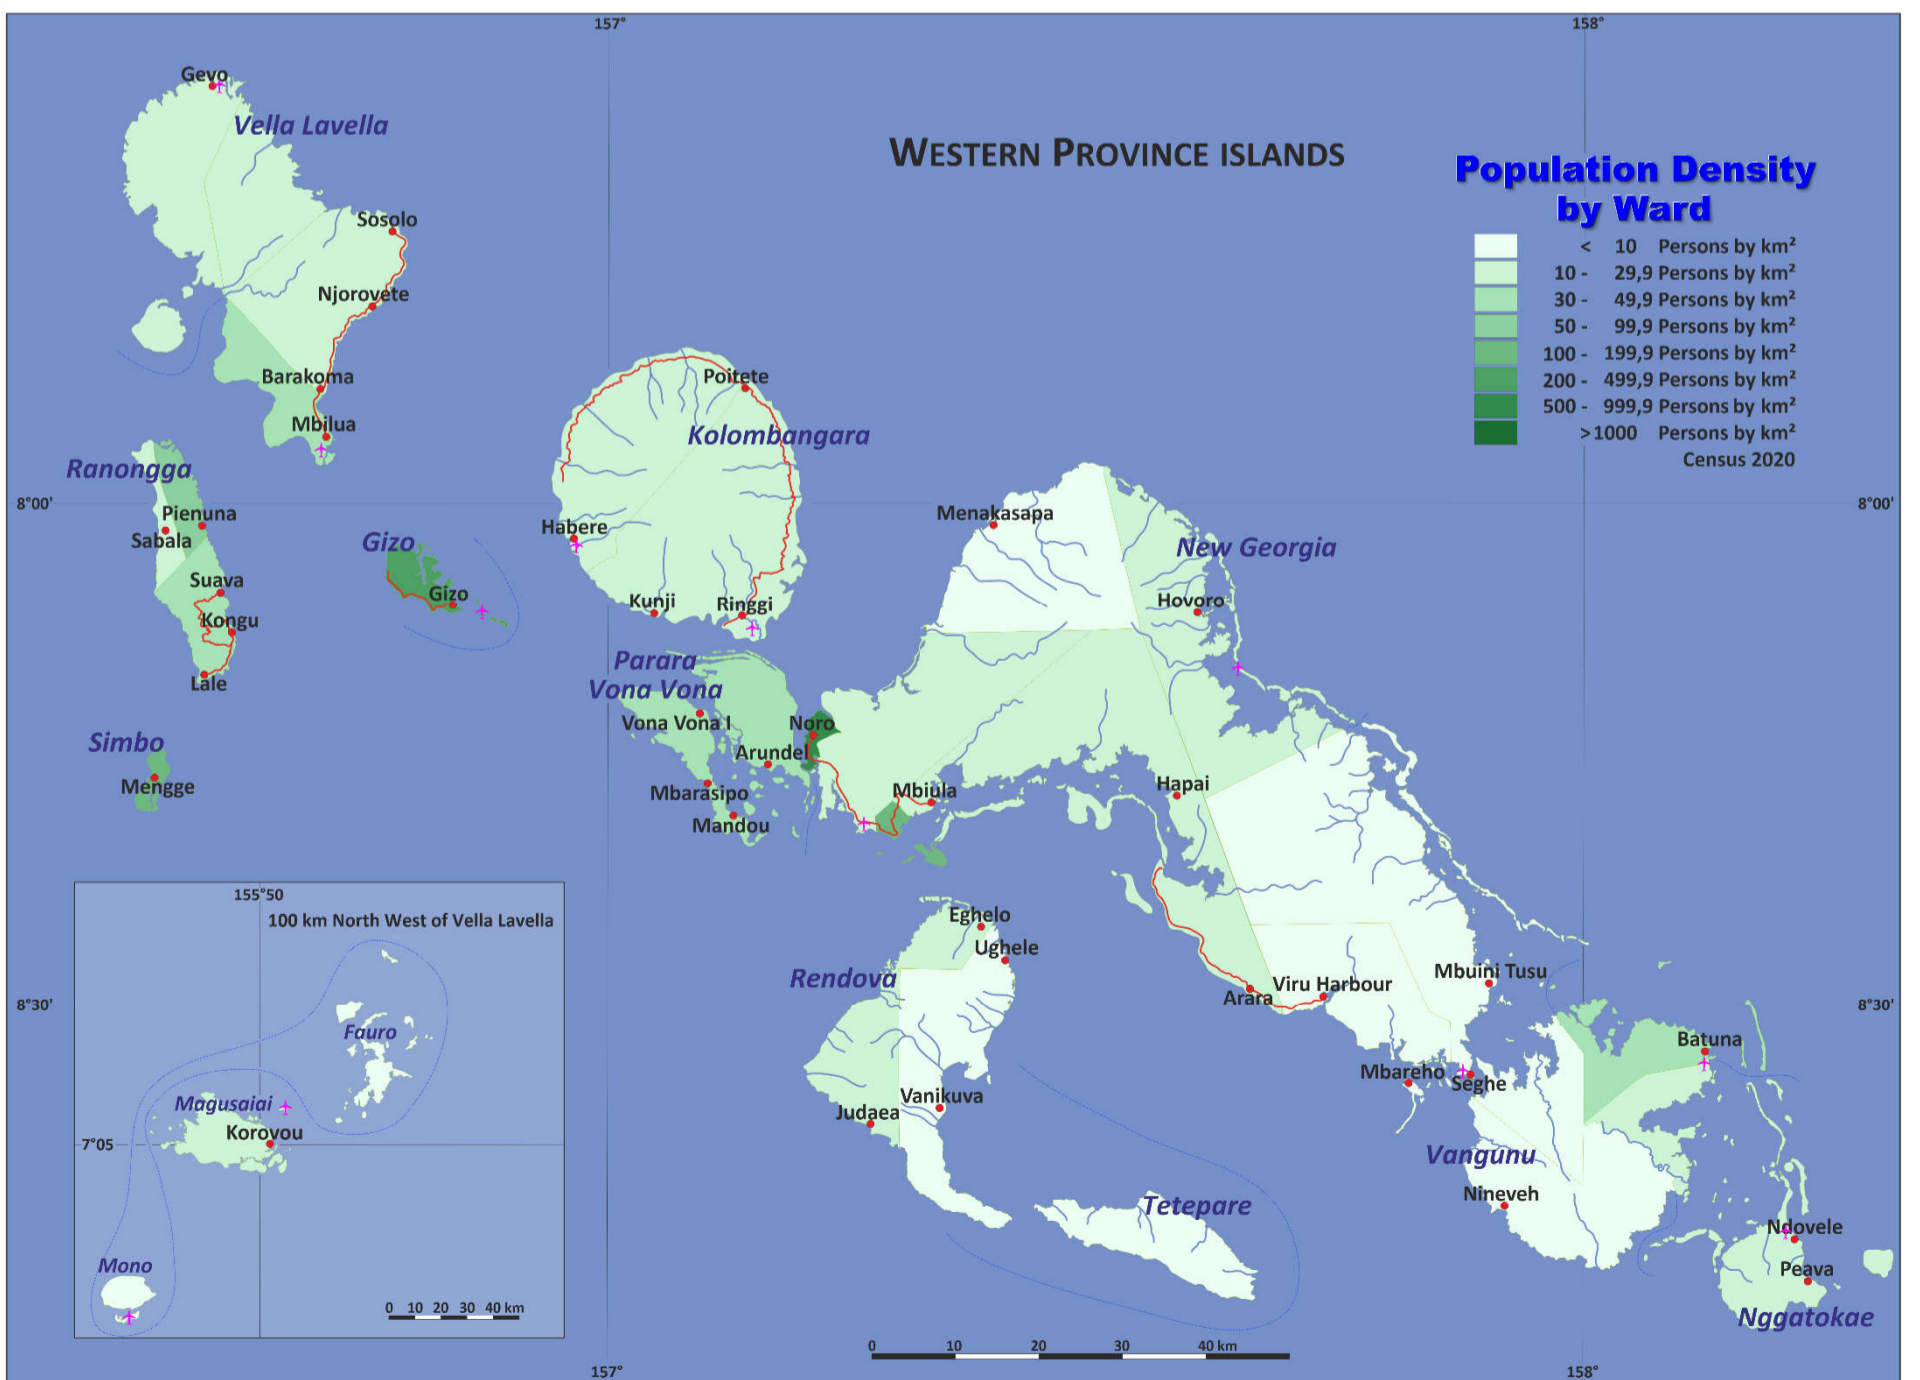 157°
158°
Gevo
Vella Lavella
WESTERN PROVINCE ISLANDS
Population Density
by Ward
< 10 Persons by km²
10 - 29,9 Persons by km²
30 - 49,9 Persons by km²
50 - 99,9 Persons by km²
100 - 199,9 Persons by km²
200 - 499,9 Persons by km²
500 - 999,9 Persons by km²
>1000 Persons by km²
Census 2020
Sosolo
Njorovete
Barakoma
Mbilua
Poitete
Kolombangara
Ranongga
8°00'
8°00'
Pienuna
Sabala
Habere
Menakasapa
Gizo
New Georgia
Suava
Gizo
Kunji
Ringgi
Hovoro
Kongu
Lale
Parara
Vona Vona
Vona Vona I
Noro
Simbo
Arundel
Mengge
Mbarasipo
Mbiula
Hapai
Mandou
155°50
100 km North West of Vella Lavella
Eghelo
Ughele
Rendova
Arara
Viru Harbour
Mbuini Tusu
8°30'
8°30'
Fauro
Batuna
Mbareho
Seghe
Magusaiai
Korovou
7°05
Vanikuva
Judaea
Vangunu
Nineveh
Tetepare
Ndovele
Mono
Peava
Nggatokae
0 10 20 30 40 km
0 10 20 30 40 km
157°
158°